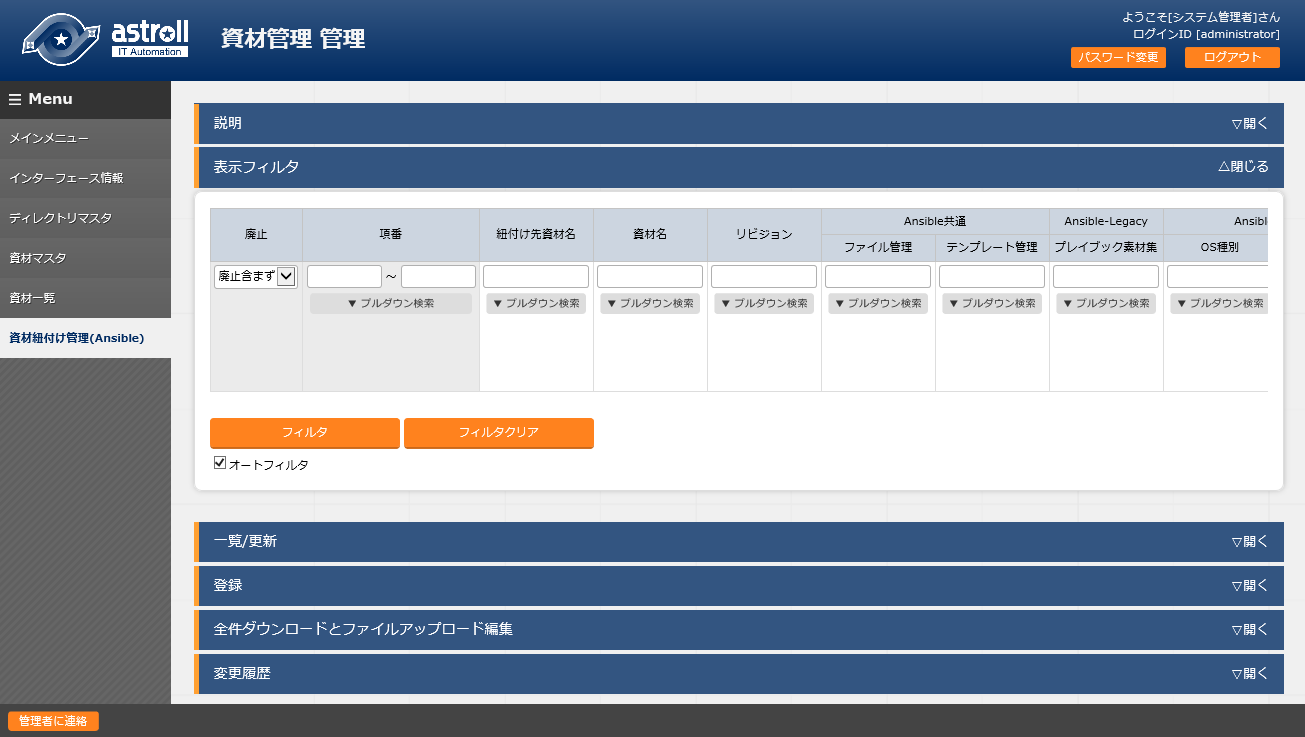 astroll
IT Automation
資材管理 管理
ようこそ[システム管理者]さん
ログインID [administrator]
パスワード変更 ログアウト
☰ Menu
メインメニュー
インターフェース情報
ディレクトリマスタ
資材マスタ
資材一覧
資材紐付け管理(Ansible)
説明 ▽開く
表示フィルタ △閉じる
廃止 項番 紐付け先資材名 資材名 リビジョン Ansible共通 Ansible-Legacy Ansibl
ファイル管理 テンプレート管理 プレイブック素材集 OS種別
廃止含まず ～
▼ プルダウン検索 ▼ プルダウン検索 ▼ プルダウン検索 ▼ プルダウン検索 ▼ プルダウン検索 ▼ プルダウン検索 ▼ プルダウン検索 ▼ プルダウン検索
フィルタ フィルタクリア
オートフィルタ
一覧/更新 ▽開く
登録 ▽開く
全件ダウンロードとファイルアップロード編集 ▽開く
変更履歴 ▽開く
管理者に連絡